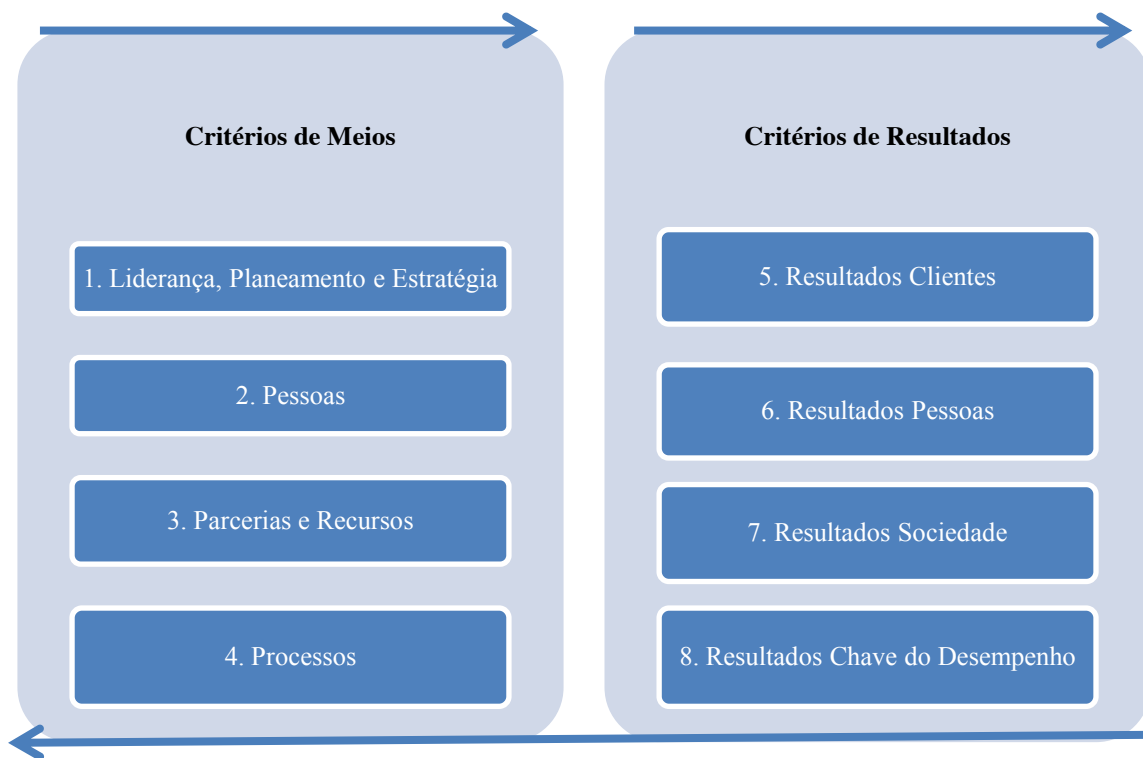 Critérios de Meios
1. Liderança, Planeamento e Estratégia
2. Pessoas
3. Parcerias e Recursos
4. Processos
Critérios de Resultados
5. Resultados Clientes
6. Resultados Pessoas
7. Resultados Sociedade
8. Resultados Chave do Desempenho